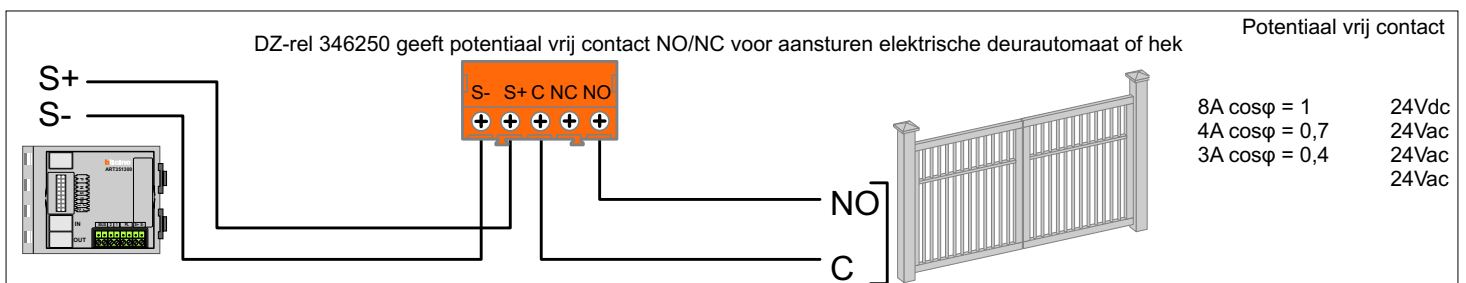 Potentiaal vrij contact
DZ-rel 346250 geeft potentiaal vrij contact NO/NC voor aansturen elektrische deurautomaat of hek
S+
S-
S- S+ C NC NO
8A cosφ = 1 24Vdc
4A cosφ = 0,7 24Vac
3A cosφ = 0,4 24Vac
24Vac
bticino
ART351200
IN
OUT
NO
C